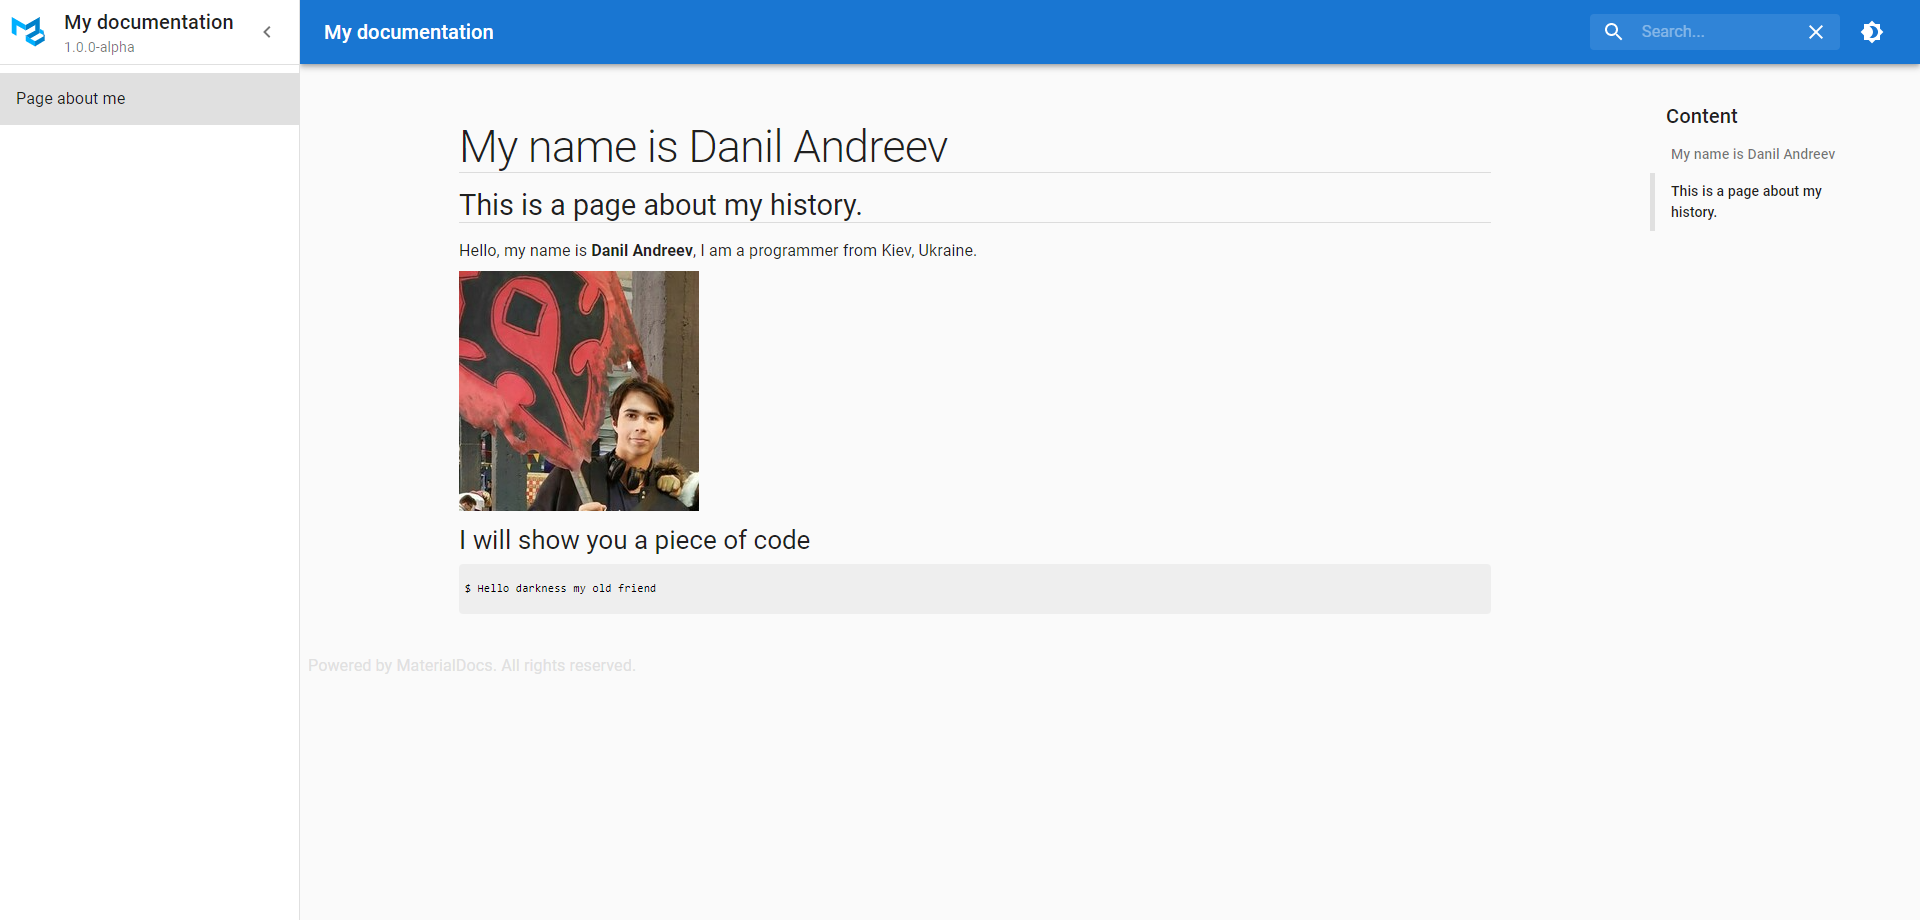 My documentation
1.0.0-alpha
Page about me
My documentation
Search...
My name is Danil Andreev
This is a page about my history.
Hello, my name is Danil Andreev, I am a programmer from Kiev, Ukraine.
I will show you a piece of code
$ Hello darkness my old friend
Powered by MaterialDocs. All rights reserved.
Content
My name is Danil Andreev
This is a page about my
history.